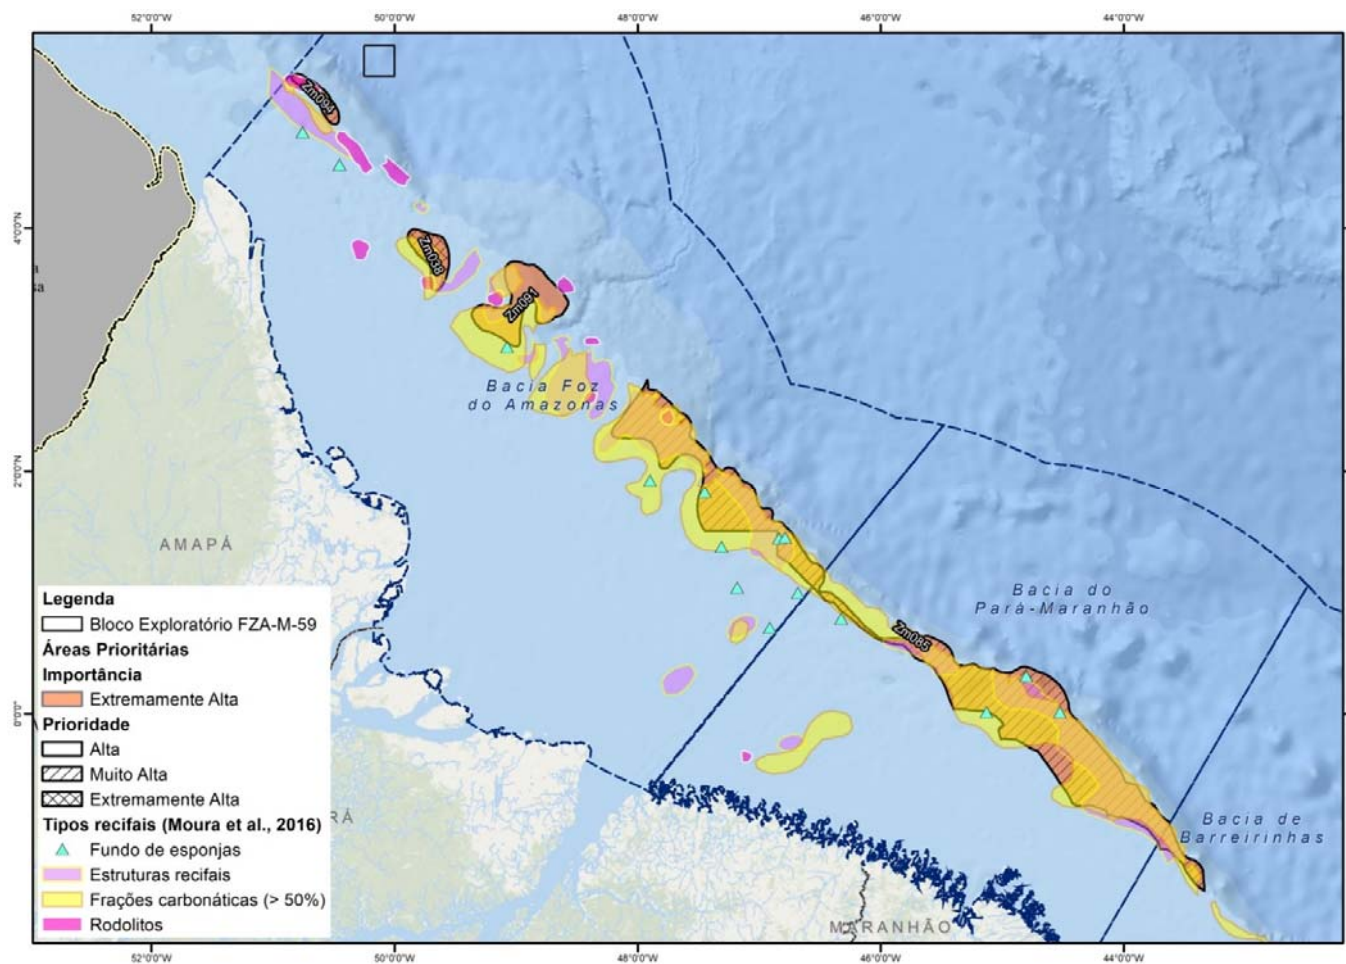 52°0'0"W 50°0'0"W 48°0'0"W 46°0'0"W 44°0'0"W
Zm094
4°0'0"N
Zm038
Zm091
Bacia Foz
do Amazonas
2°0'0"N
AMAPÁ
Bacia do
Pará-Maranhão
Zm085
0°0'0"
Bacia de
Barreirinhas
MARANHÃO
Legenda
Bloco Exploratório FZA-M-59
Áreas Prioritárias
Importância
Extremamente Alta
Prioridade
Alta
Muito Alta
Extremamente Alta
Tipos recifais (Moura et al., 2016)
Fundo de esponjas
Estruturas recifais
Frações carbonáticas (> 50%)
Rodolitos
52°0'0"W 50°0'0"W 48°0'0"W 46°0'0"W 44°0'0"W